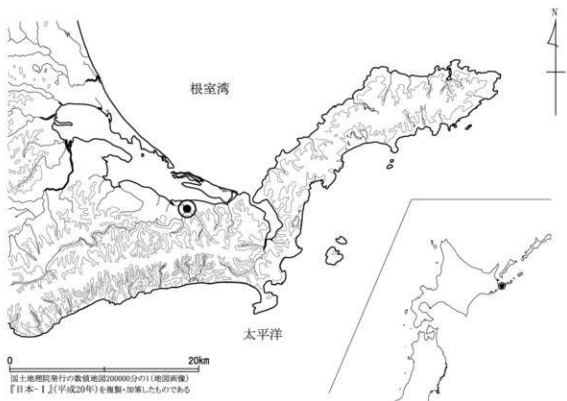 N
根室湾
太平洋
0 20km
国土地理院発行の数値地図200000分の1(地図画像)
『日本-Ⅰ』(平成20年)を複製・加筆したものである